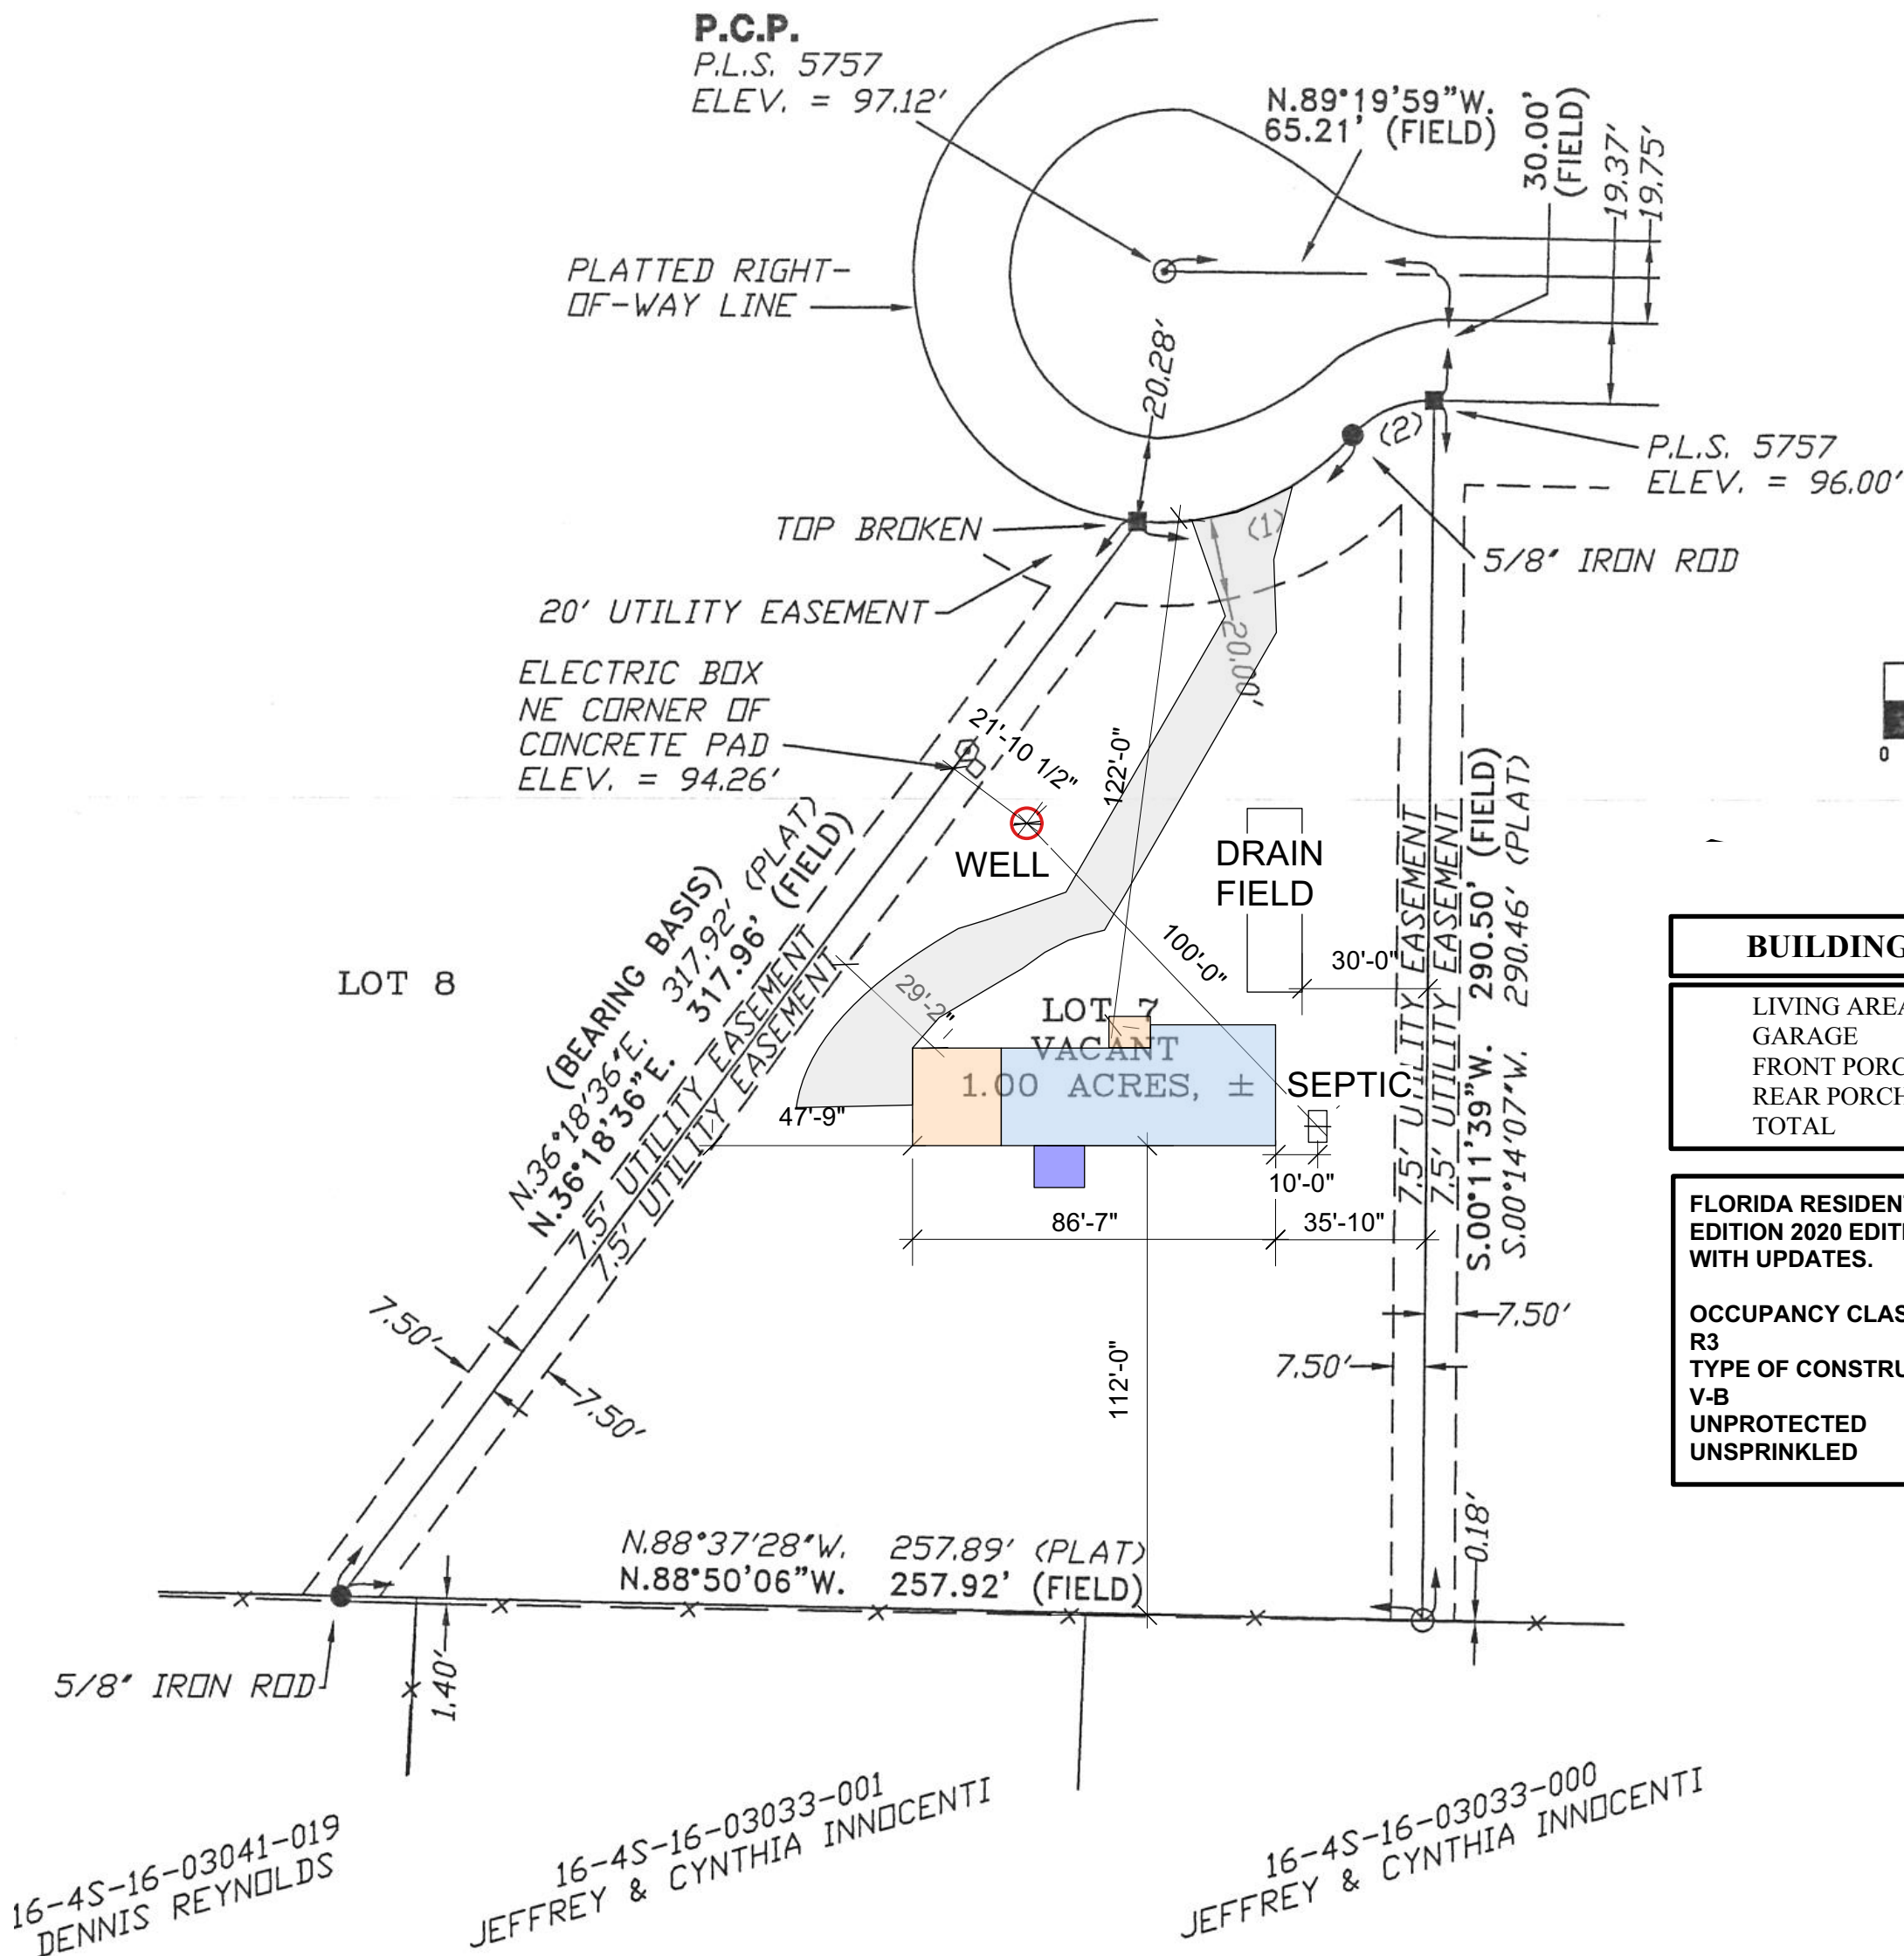 P.C.P.
P.L.S. 5757
ELEV. = 97.12'
N.89°19'59"W.
65.21' (FIELD)
30.00'
(FIELD)
19.37'
19.75'
PLATTED RIGHT-
OF-WAY LINE
20.28'
(2)
P.L.S. 5757
ELEV. = 96.00'
TOP BROKEN
(1)
5/8" IRON ROD
20' UTILITY EASEMENT
20.00'
ELECTRIC BOX
NE CORNER OF
CONCRETE PAD
ELEV. = 94.26'
21'-10 1/2"
122'-0"
0
WELL
DRAIN
FIELD
(BEARING BASIS)
N.36°18'36"E. 317.92' (PLAT)
N.36°18'36"E. 317.96' (FIELD)
7.5' UTILITY EASEMENT
7.5' UTILITY EASEMENT
LOT 8
29'-2"
100'-0"
30'-0"
7.5' UTILITY EASEMENT
7.5' UTILITY EASEMENT
S.00°11'39"W. 290.50' (FIELD)
S.00°14'07"W. 290.46' (PLAT)
LOT 7
VACANT
1.00 ACRES, ±
SEPTIC
47'-9"
10'-0"
86'-7"
35'-10"
BUILDING
LIVING AREA
GARAGE
FRONT PORC
REAR PORCH
TOTAL
FLORIDA RESIDEN
EDITION 2020 EDITI
WITH UPDATES.
OCCUPANCY CLAS
R3
TYPE OF CONSTRU
V-B
UNPROTECTED
UNSPRINKLED
7.50'
7.50'
112'-0"
7.50'
7.50'
N.88°37'28"W. 257.89' (PLAT)
N.88°50'06"W. 257.92' (FIELD)
0.18'
5/8" IRON ROD
1.40'
16-4S-16-03041-019
DENNIS REYNOLDS
16-4S-16-03033-001
JEFFREY & CYNTHIA INNOCENTI
16-4S-16-03033-000
JEFFREY & CYNTHIA INNOCENTI